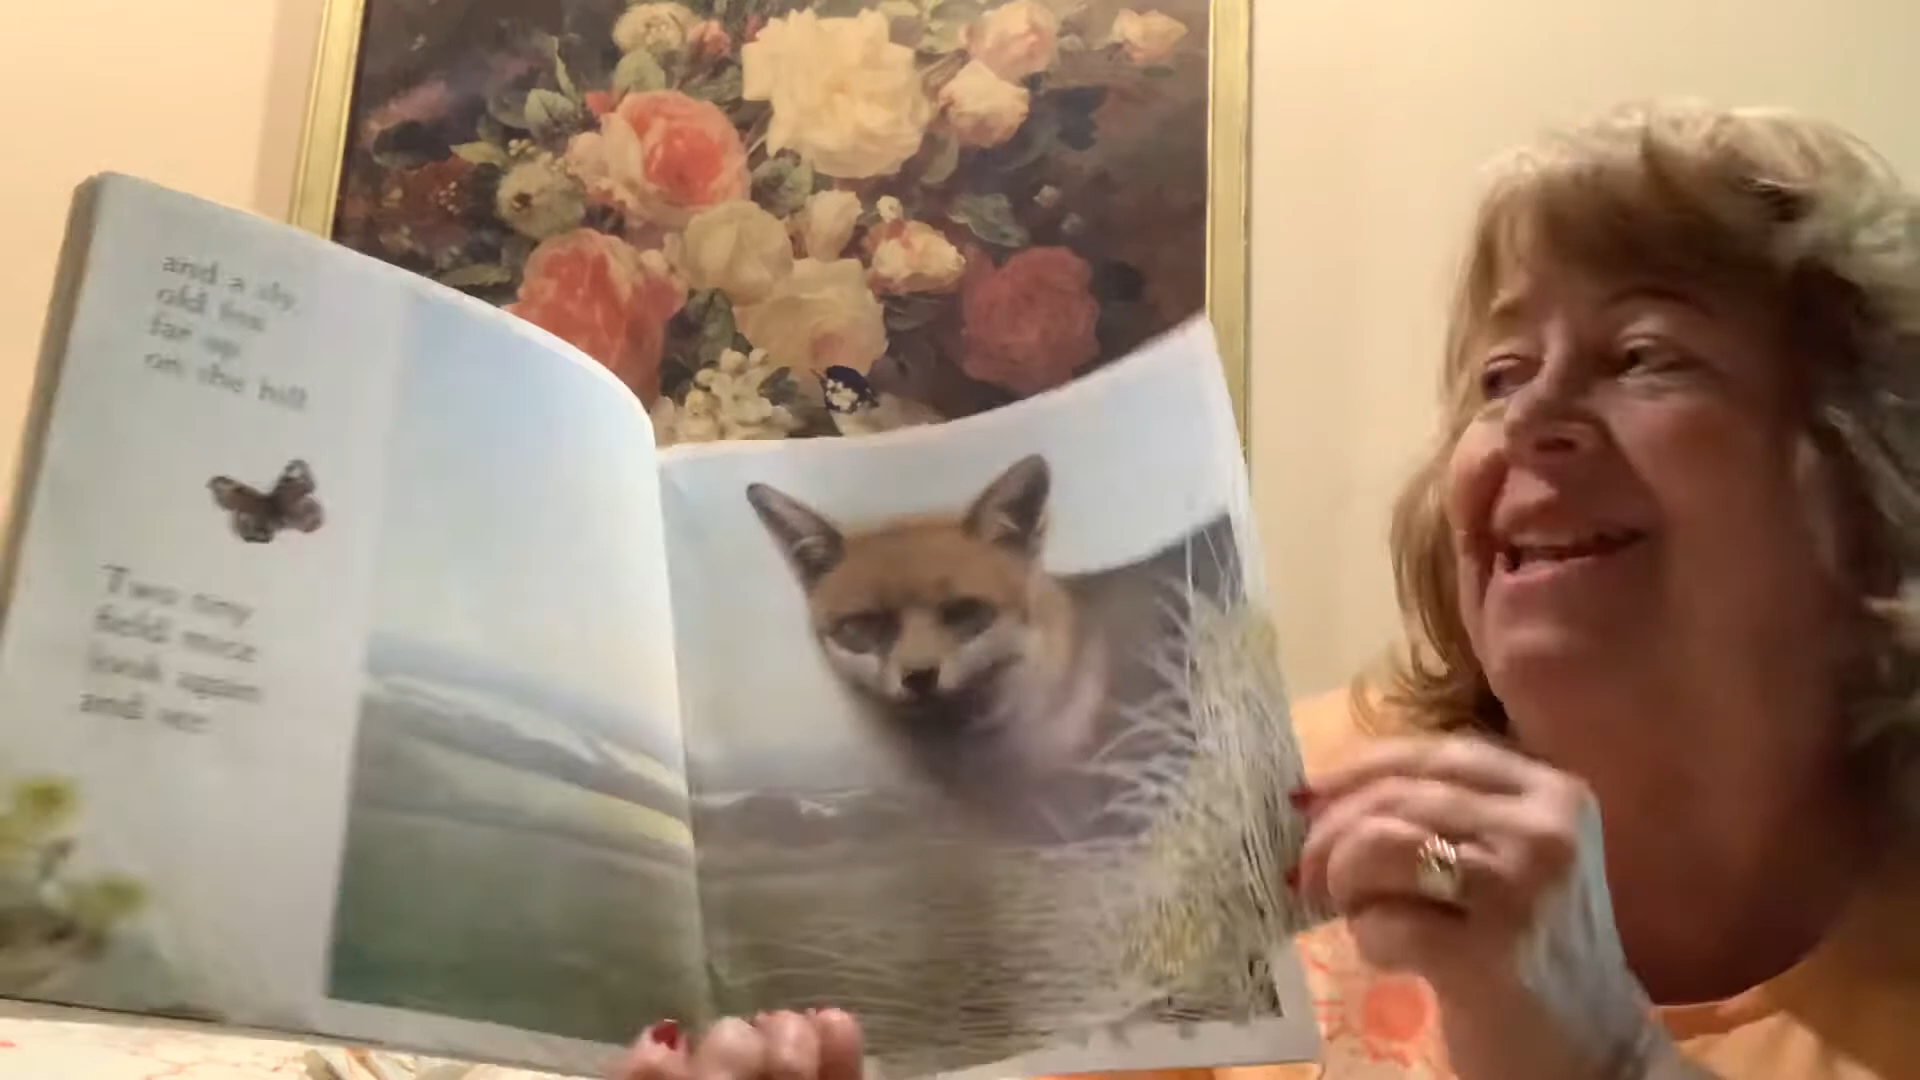 and a sly,
old fox
far up
on the hill.
Two tiny
field mice
look again
and see